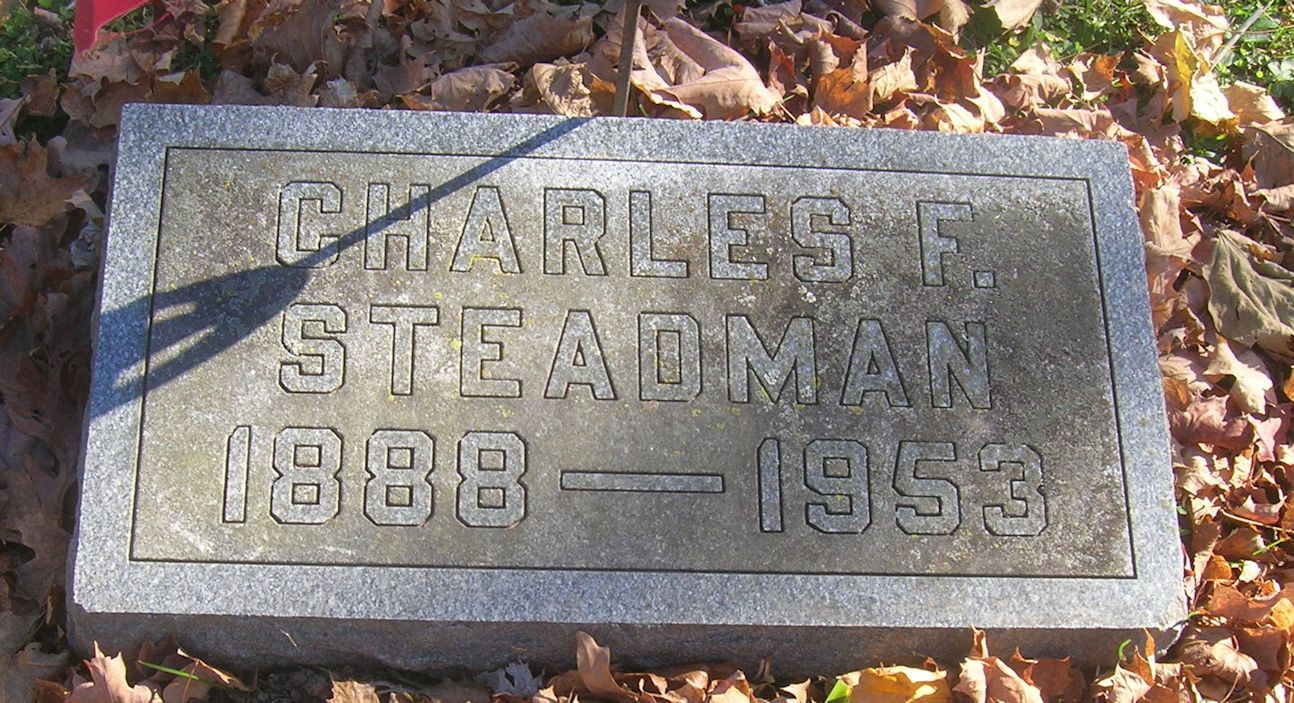 CHARLES F.
STEADMAN
1888 — 1953